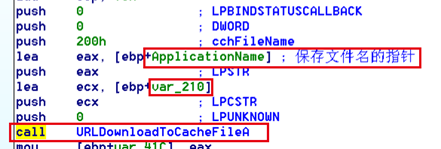 push 0 ; LPBINDSTATUSCALLBACK
push 0 ; DWORD
push 200h ; cchFileName
lea eax, [ebp+ApplicationName] ; 保存文件名的指针
push eax ; LPSTR
lea ecx, [ebp+var_210]
push ecx ; LPCSTR
push 0 ; LPUNKNOWN
call URLDownloadToCacheFileA
mov [ebp+var_41C], eax